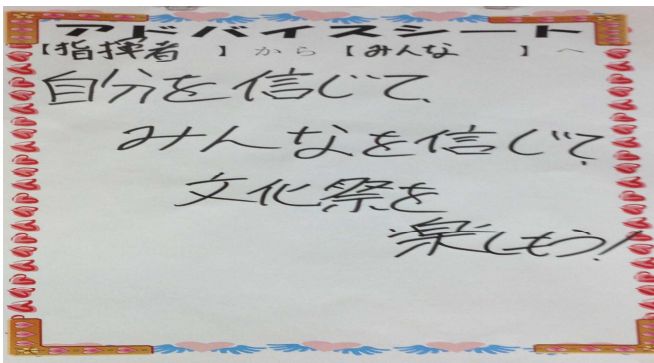 アドバイスシート
【指揮者　】から【みんな　】へ
自分を信じて、
みんなを信じて
文化祭を
楽しもう!